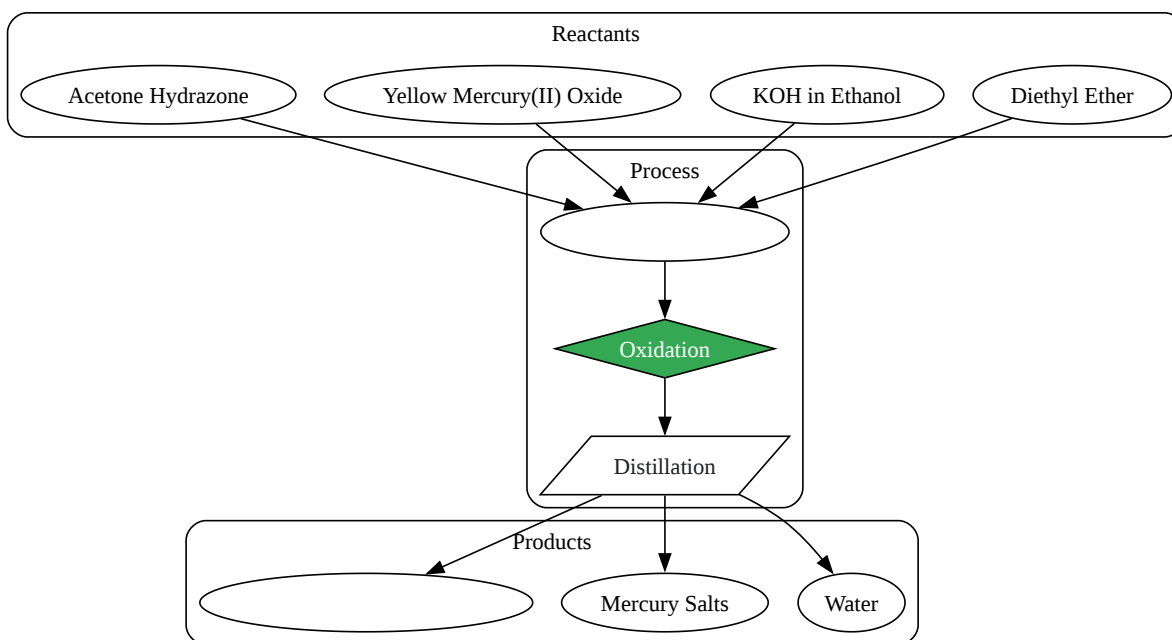 Reactants
Acetone Hydrazone
Yellow Mercury(II) Oxide
KOH in Ethanol
Diethyl Ether
Process
Oxidation
Distillation
Products
Mercury Salts
Water